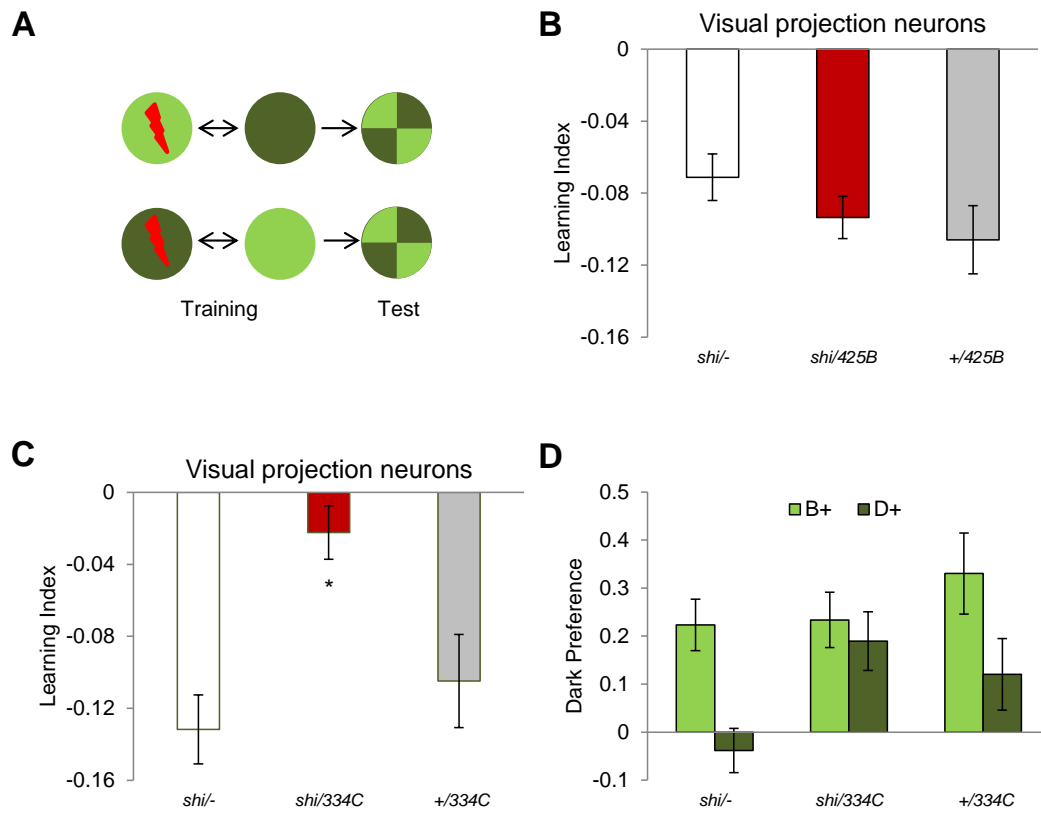 A
Training
Test
B
Visual projection neurons
Learning Index
0
-0.04
-0.08
-0.12
-0.16
shi/-
shi/425B
+/425B
C
Visual projection neurons
Learning Index
0
-0.04
-0.08
-0.12
-0.16
*
shi/-
shi/334C
+/334C
D
Dark Preference
0.5
0.4
0.3
0.2
0.1
0
-0.1
B+
D+
shi/-
shi/334C
+/334C